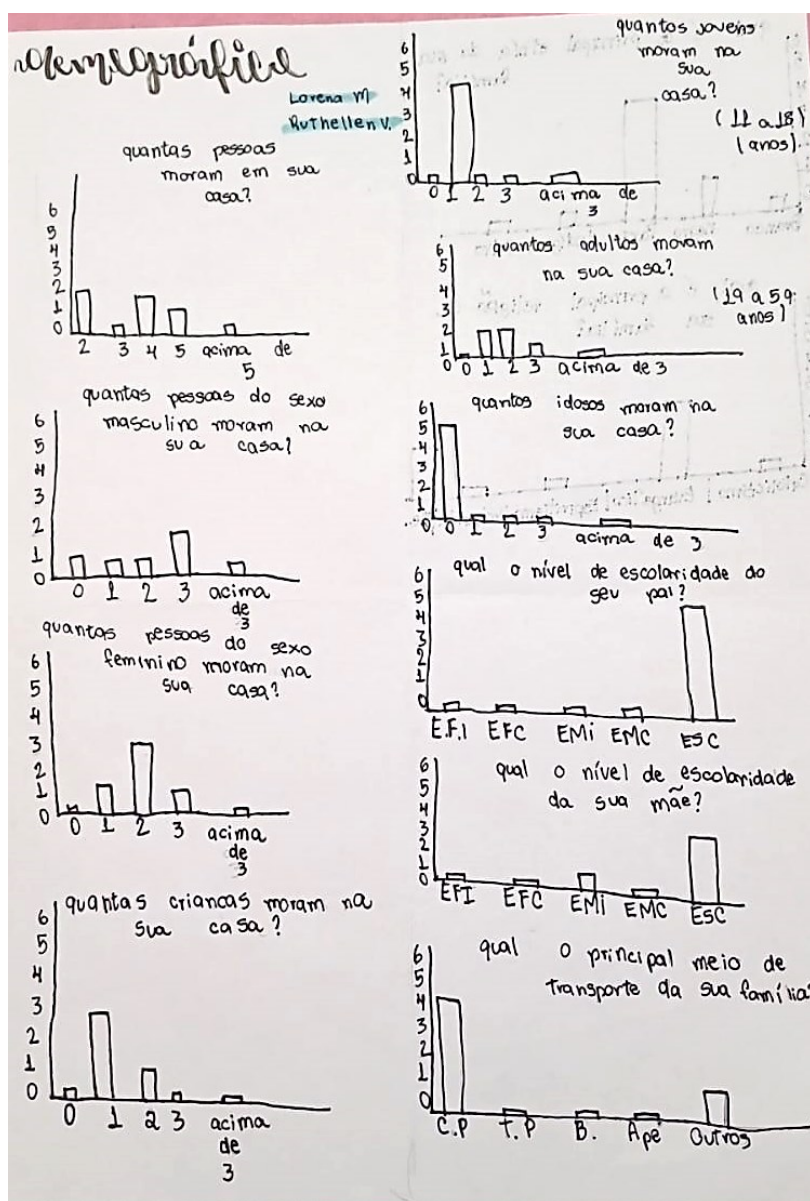 demográfico
Lorena M
Ruthellen V.
quantas pessoas
moram em sua
casa?
6
5
4
3
2
1
0
2 3 4 5 acima de
5
quantas pessoas do sexo
masculino moram na
sua casa?
6
5
4
3
2
1
0
0 1 2 3 acima
de
3
quantas pessoas do sexo
feminino moram na
sua casa?
6
5
4
3
2
1
0
0 1 2 3 acima
de
3
quantas criancas moram na
sua casa?
6
5
4
3
2
1
0
0 1 2 3 acima
de
3
quantos jovens
moram na
sua
casa?
(11 a 18)
(anos).
6
5
4
3
2
1
0
0 1 2 3 acima de
3
quantos adultos moram
na sua casa?
(19 a 59
anos)
6
5
4
3
2
1
0
0 1 2 3 acima de 3
quantos idosos moram na
sua casa?
6
5
4
3
2
1
0
0 1 2 3 acima de 3
qual o nível de escolaridade do
seu pai?
6
5
4
3
2
1
0
E.F.I EFC EMi EMC ESC
qual o nível de escolaridade
da sua mãe?
6
5
4
3
2
1
0
EFI EFC EMi EMC ESC
qual o principal meio de
transporte da sua família?
6
5
4
3
2
1
0
C.P T.P B. Ape Outros